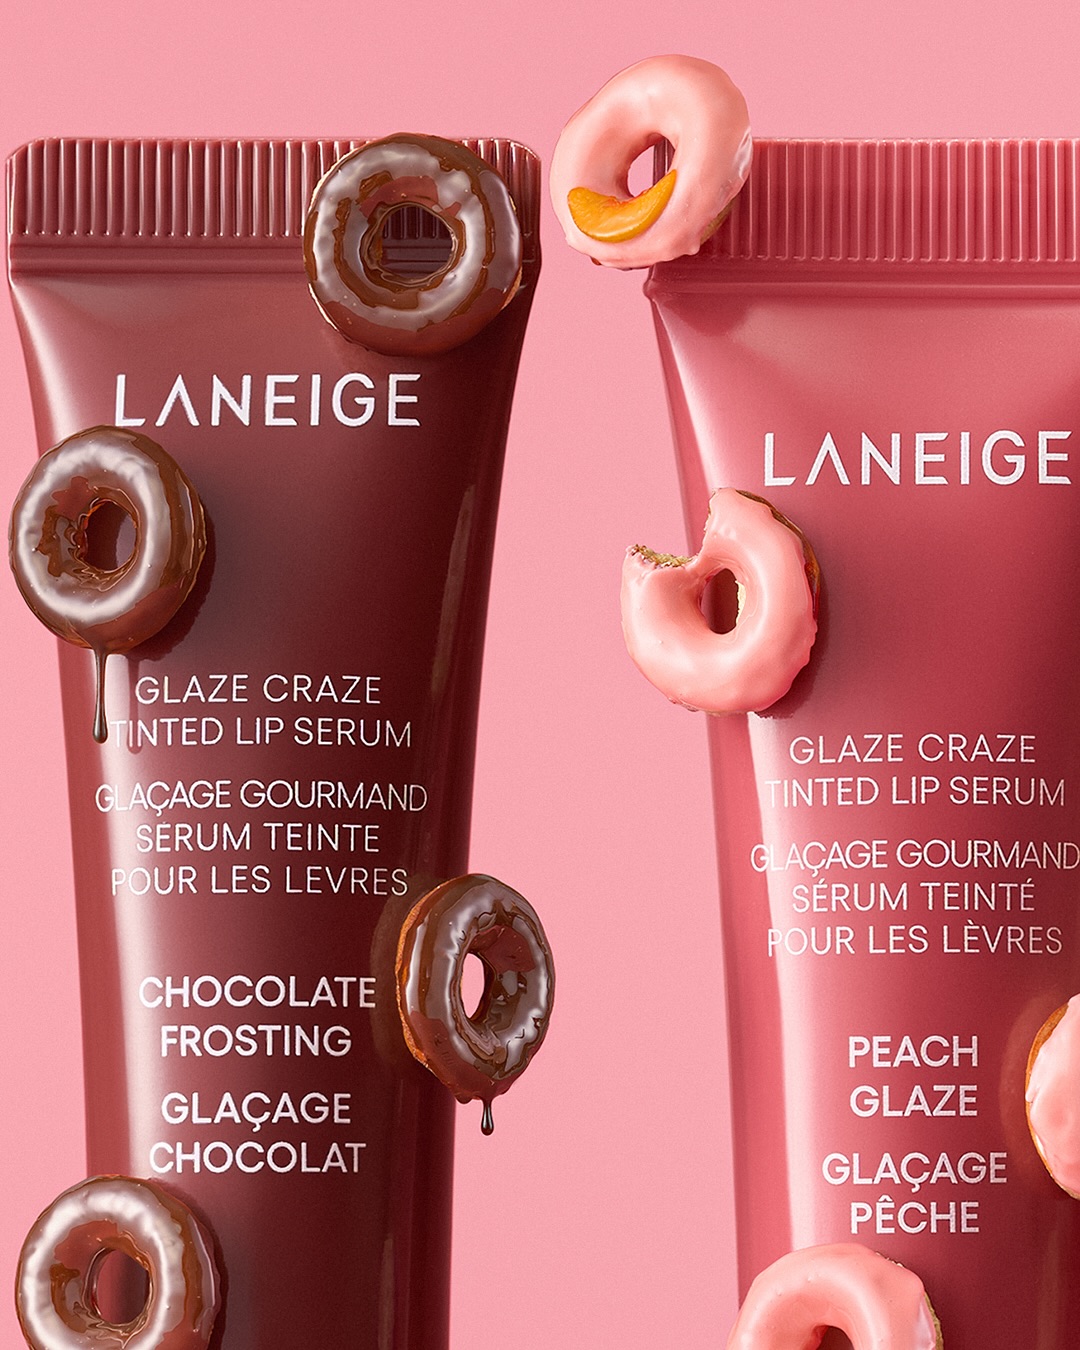 LANEIGE
GLAZE CRAZE
TINTED LIP SERUM
GLAÇAGE GOURMAND
SÉRUM TEINTE
POUR LES LEVRES
CHOCOLATE
FROSTING
GLAÇAGE
CHOCOLAT
LANEIGE
GLAZE CRAZE
TINTED LIP SERUM
GLAÇAGE GOURMAND
SÉRUM TEINTÉ
POUR LES LÈVRES
PEACH
GLAZE
GLAÇAGE
PÊCHE